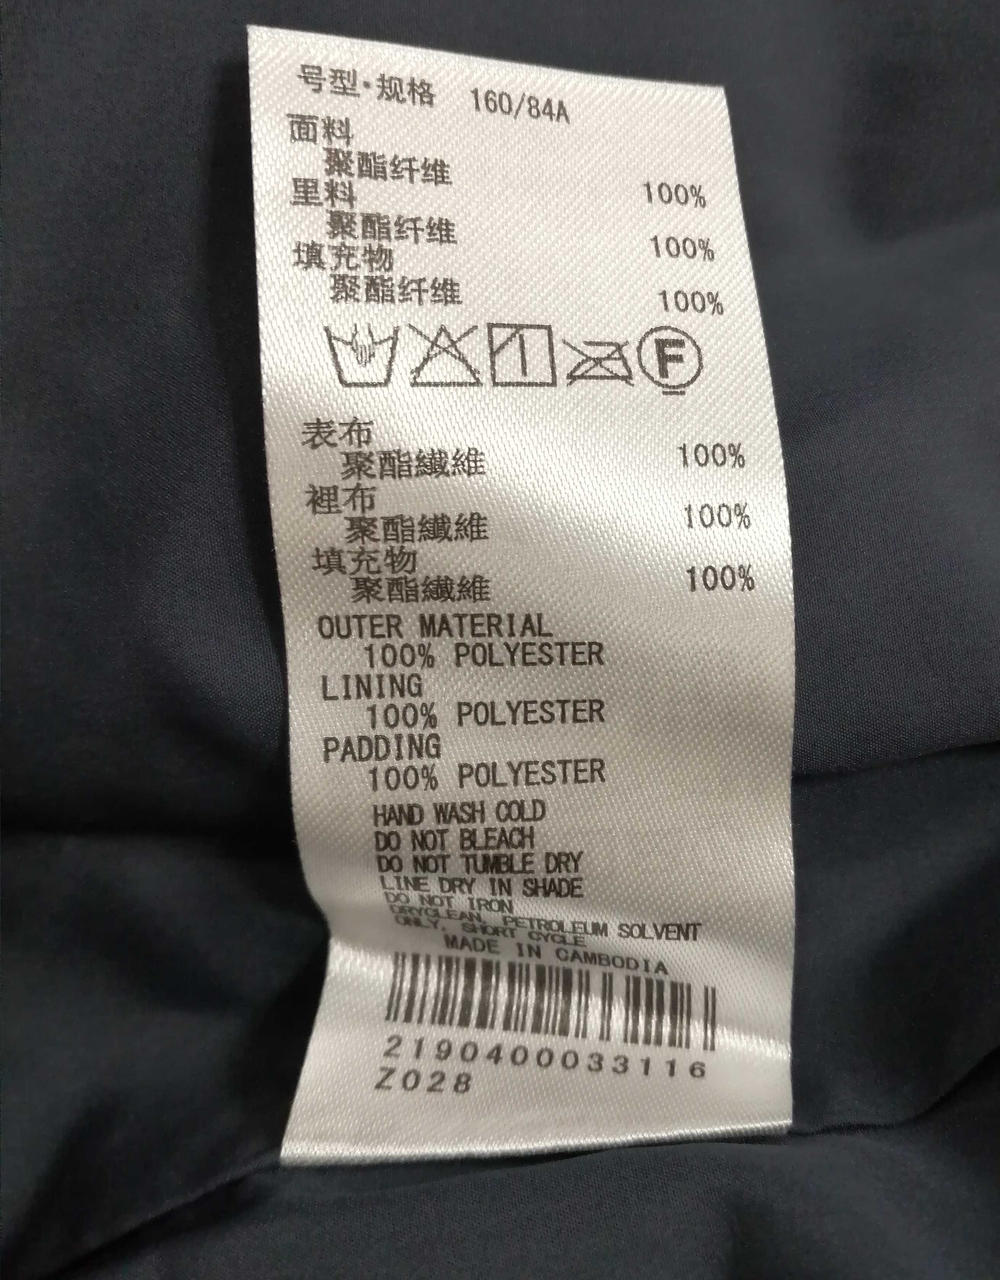 号型·规格 160/84A
面料
聚酯纤维 100%
里料
聚酯纤维 100%
填充物
聚酯纤维 100%
F
表布
聚酯纖維 100%
裡布
聚酯纖維 100%
填充物
聚酯纖維 100%
OUTER MATERIAL
100% POLYESTER
LINING
100% POLYESTER
PADDING
100% POLYESTER
HAND WASH COLD
DO NOT BLEACH
DO NOT TUMBLE DRY
LINE DRY IN SHADE
DO NOT IRON
DRYCLEAN, PETROLEUM SOLVENT
ONLY, SHORT CYCLE
MADE IN CAMBODIA
2190400033116
Z028